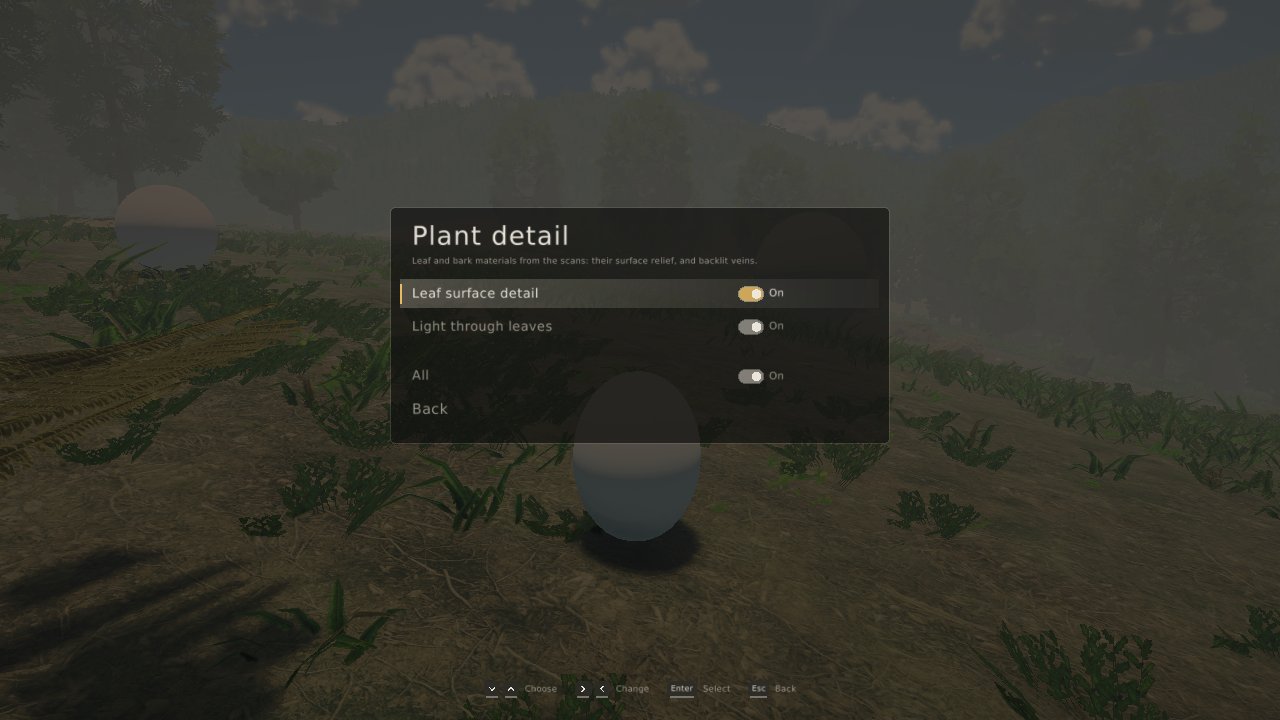 Plant detail
Leaf and bark materials from the scans: their surface relief, and backlit veins.
Leaf surface detail On
Light through leaves On
All On
Back
Choose Change Enter Select Esc Back